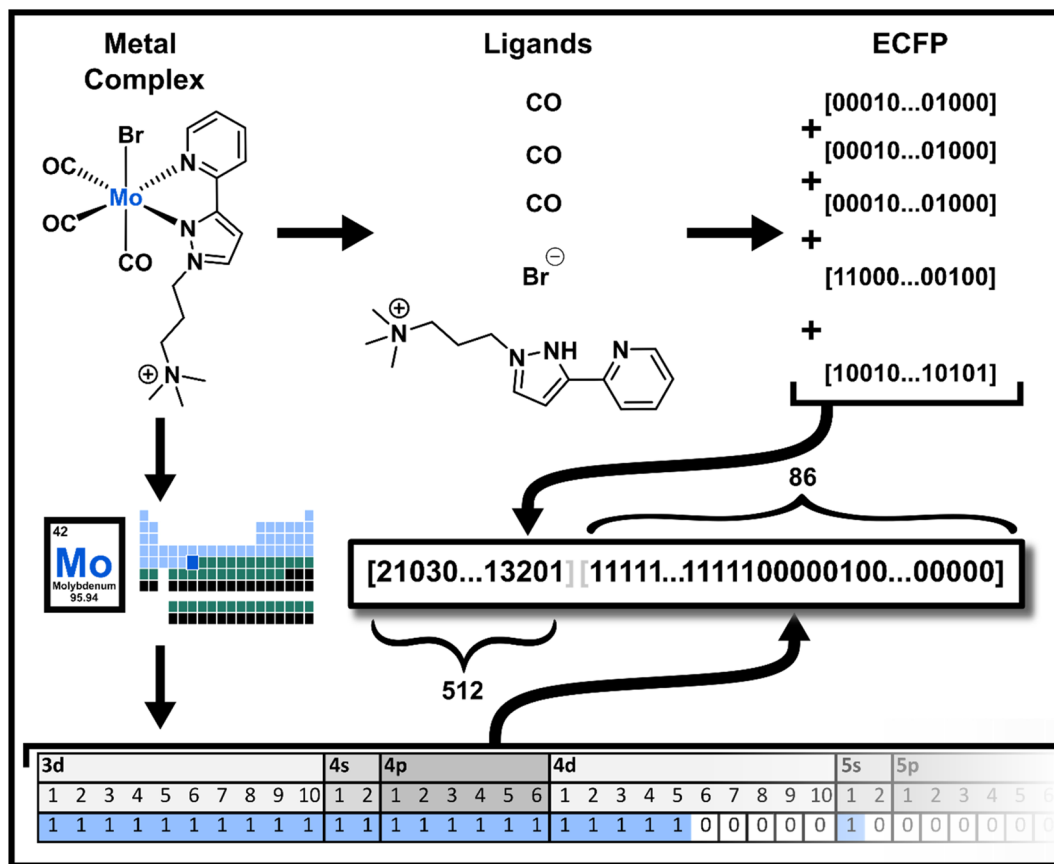 Metal
Complex
Ligands
ECFP
Br
OC
Mo
N
OC
N
CO
N
⊕
N
CO
CO
CO
Br ⊖
⊕
N
N
NH
N
[00010...01000]
+
[00010...01000]
+
[00010...01000]
+
[11000...00100]
+
[10010...10101]
86
42
Mo
Molybdenum
95.94
[21030...13201][11111...1111100000100...00000]
512
3d 4s 4p 4d 5s 5p
1 2 3 4 5 6 7 8 9 10 1 2 1 2 3 4 5 6 1 2 3 4 5 6 7 8 9 10 1 2 1 2 3 4 5 6
1 1 1 1 1 1 1 1 1 1 1 1 1 1 1 1 1 1 1 1 1 1 1 0 0 0 0 0 1 0 0 0 0 0 0 0